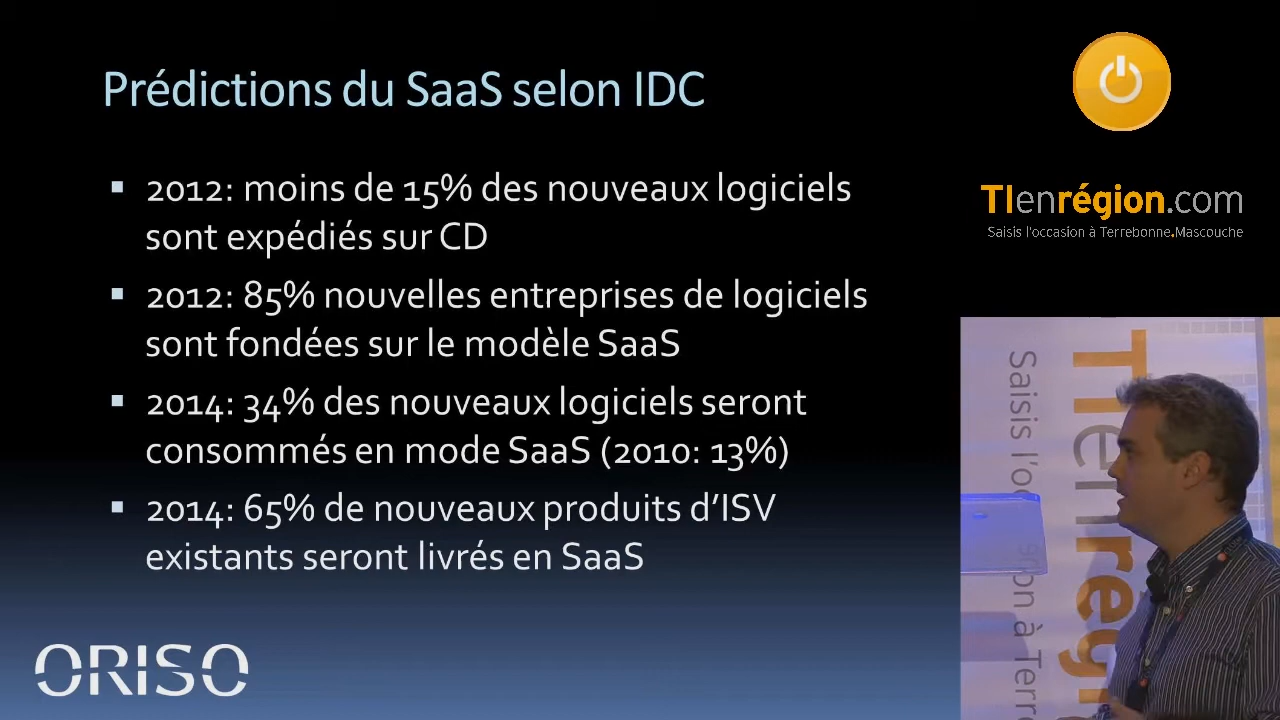 Prédictions du SaaS selon IDC
2012: moins de 15% des nouveaux logiciels
sont expédiés sur CD
2012: 85% nouvelles entreprises de logiciels
sont fondées sur le modèle SaaS
2014: 34% des nouveaux logiciels seront
consommés en mode SaaS (2010: 13%)
2014: 65% de nouveaux produits d’ISV
existants seront livrés en SaaS
ORISO
TIenrégion.com
Saisis l'occasion à Terrebonne.Mascouche
TIenrég
Saisis l'o
à Terre